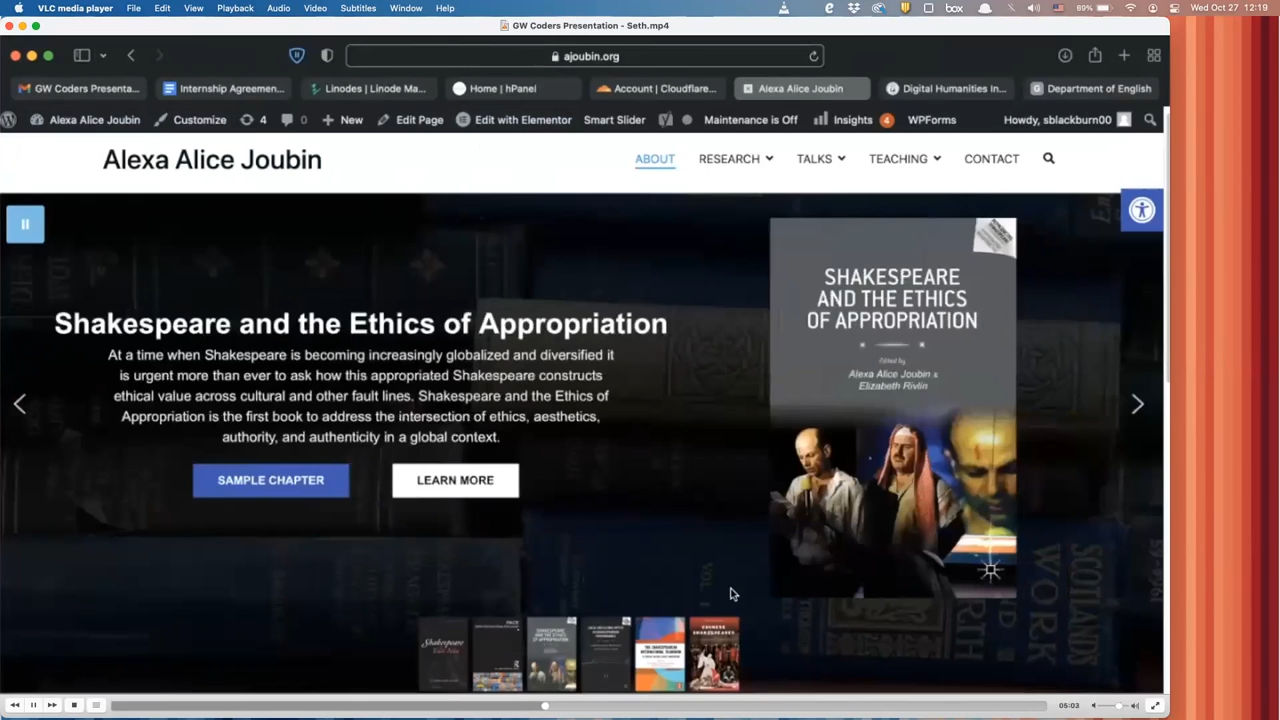 VLC media player File Edit View Playback Audio Video Subtitles Window Help 69% Wed Oct 27 12:19
GW Coders Presentation - Seth.mp4
ajoubin.org
GW Coders Presenta... Internship Agreemen... Linodes | Linode Ma... Home | hPanel Account | Cloudflare... Alexa Alice Joubin Digital Humanities In... Department of English
Alexa Alice Joubin Customize 4 0 New Edit Page Edit with Elementor Smart Slider Maintenance is Off Insights 4 WPForms Howdy, sblackburn00
Alexa Alice Joubin
ABOUT RESEARCH TALKS TEACHING CONTACT
Shakespeare and the Ethics of Appropriation
At a time when Shakespeare is becoming increasingly globalized and diversified it
is urgent more than ever to ask how this appropriated Shakespeare constructs
ethical value across cultural and other fault lines. Shakespeare and the Ethics of
Appropriation is the first book to address the intersection of ethics, aesthetics,
authority, and authenticity in a global context.
SAMPLE CHAPTER LEARN MORE
SHAKESPEARE
AND THE ETHICS
OF APPROPRIATION
Edited by
Alexa Alice Joubin &
Elizabeth Rivlin
05:03